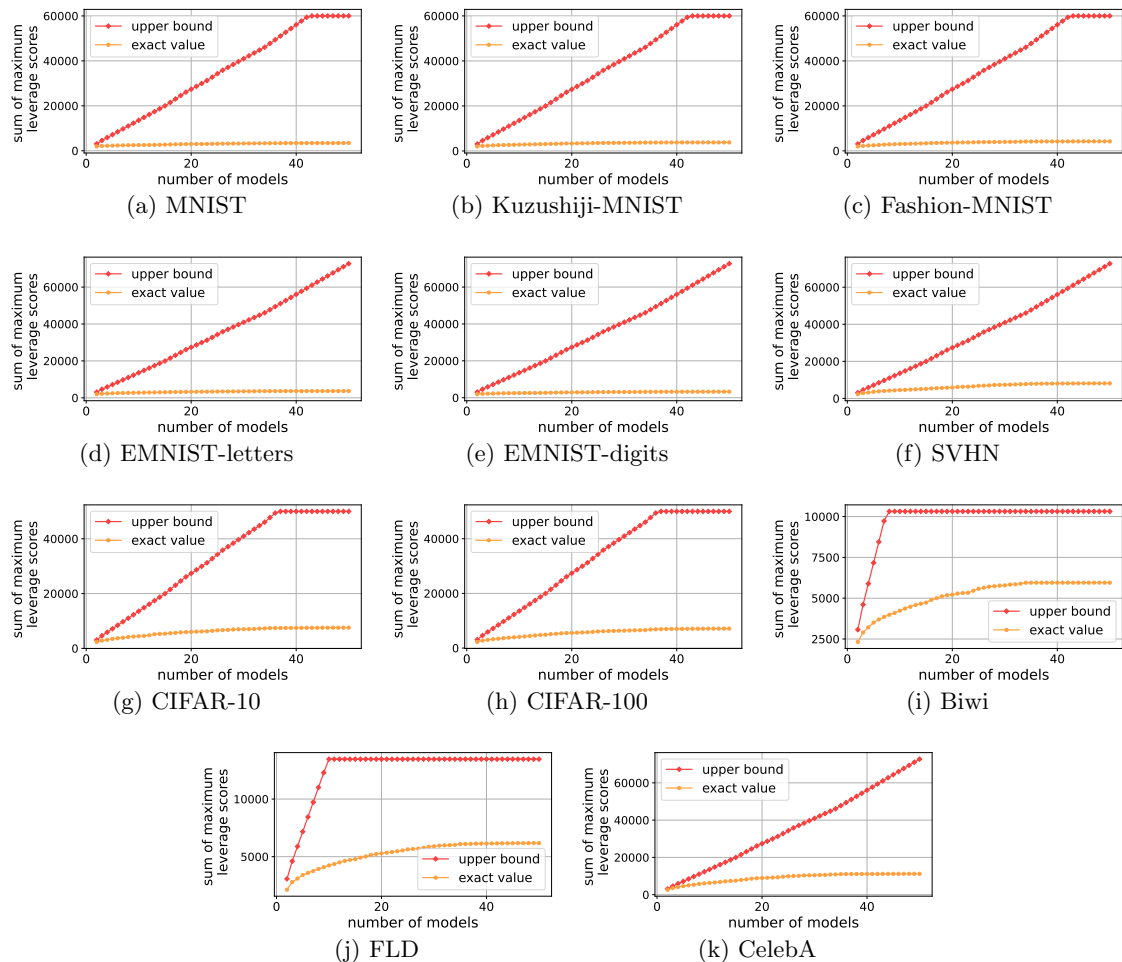 sum of maximum
leverage scores
60000
40000
20000
0
upper bound
exact value
0
20
40
number of models
(a) MNIST
sum of maximum
leverage scores
60000
40000
20000
0
upper bound
exact value
0
20
40
number of models
(b) Kuzushiji-MNIST
sum of maximum
leverage scores
60000
40000
20000
0
upper bound
exact value
0
20
40
number of models
(c) Fashion-MNIST
sum of maximum
leverage scores
60000
40000
20000
0
upper bound
exact value
0
20
40
number of models
(d) EMNIST-letters
sum of maximum
leverage scores
60000
40000
20000
0
upper bound
exact value
0
20
40
number of models
(e) EMNIST-digits
sum of maximum
leverage scores
60000
40000
20000
0
upper bound
exact value
0
20
40
number of models
(f) SVHN
sum of maximum
leverage scores
40000
20000
0
upper bound
exact value
0
20
40
number of models
(g) CIFAR-10
sum of maximum
leverage scores
40000
20000
0
upper bound
exact value
0
20
40
number of models
(h) CIFAR-100
sum of maximum
leverage scores
10000
7500
5000
2500
upper bound
exact value
0
20
40
number of models
(i) Biwi
sum of maximum
leverage scores
10000
5000
upper bound
exact value
0
20
40
number of models
(j) FLD
sum of maximum
leverage scores
60000
40000
20000
0
upper bound
exact value
0
20
40
number of models
(k) CelebA